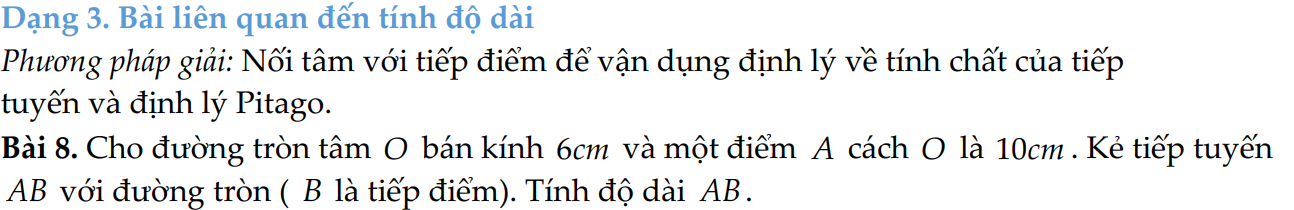 Dạng 3. Bài liên quan đến tính độ dài
Phương pháp giải: Nối tâm với tiếp điểm để vận dụng định lý về tính chất của tiếp
tuyến và định lý Pitago.
Bài 8. Cho đường tròn tâm O bán kính 6cm và một điểm A cách O là 10cm. Kẻ tiếp tuyến
AB với đường tròn ( B là tiếp điểm). Tính độ dài AB.